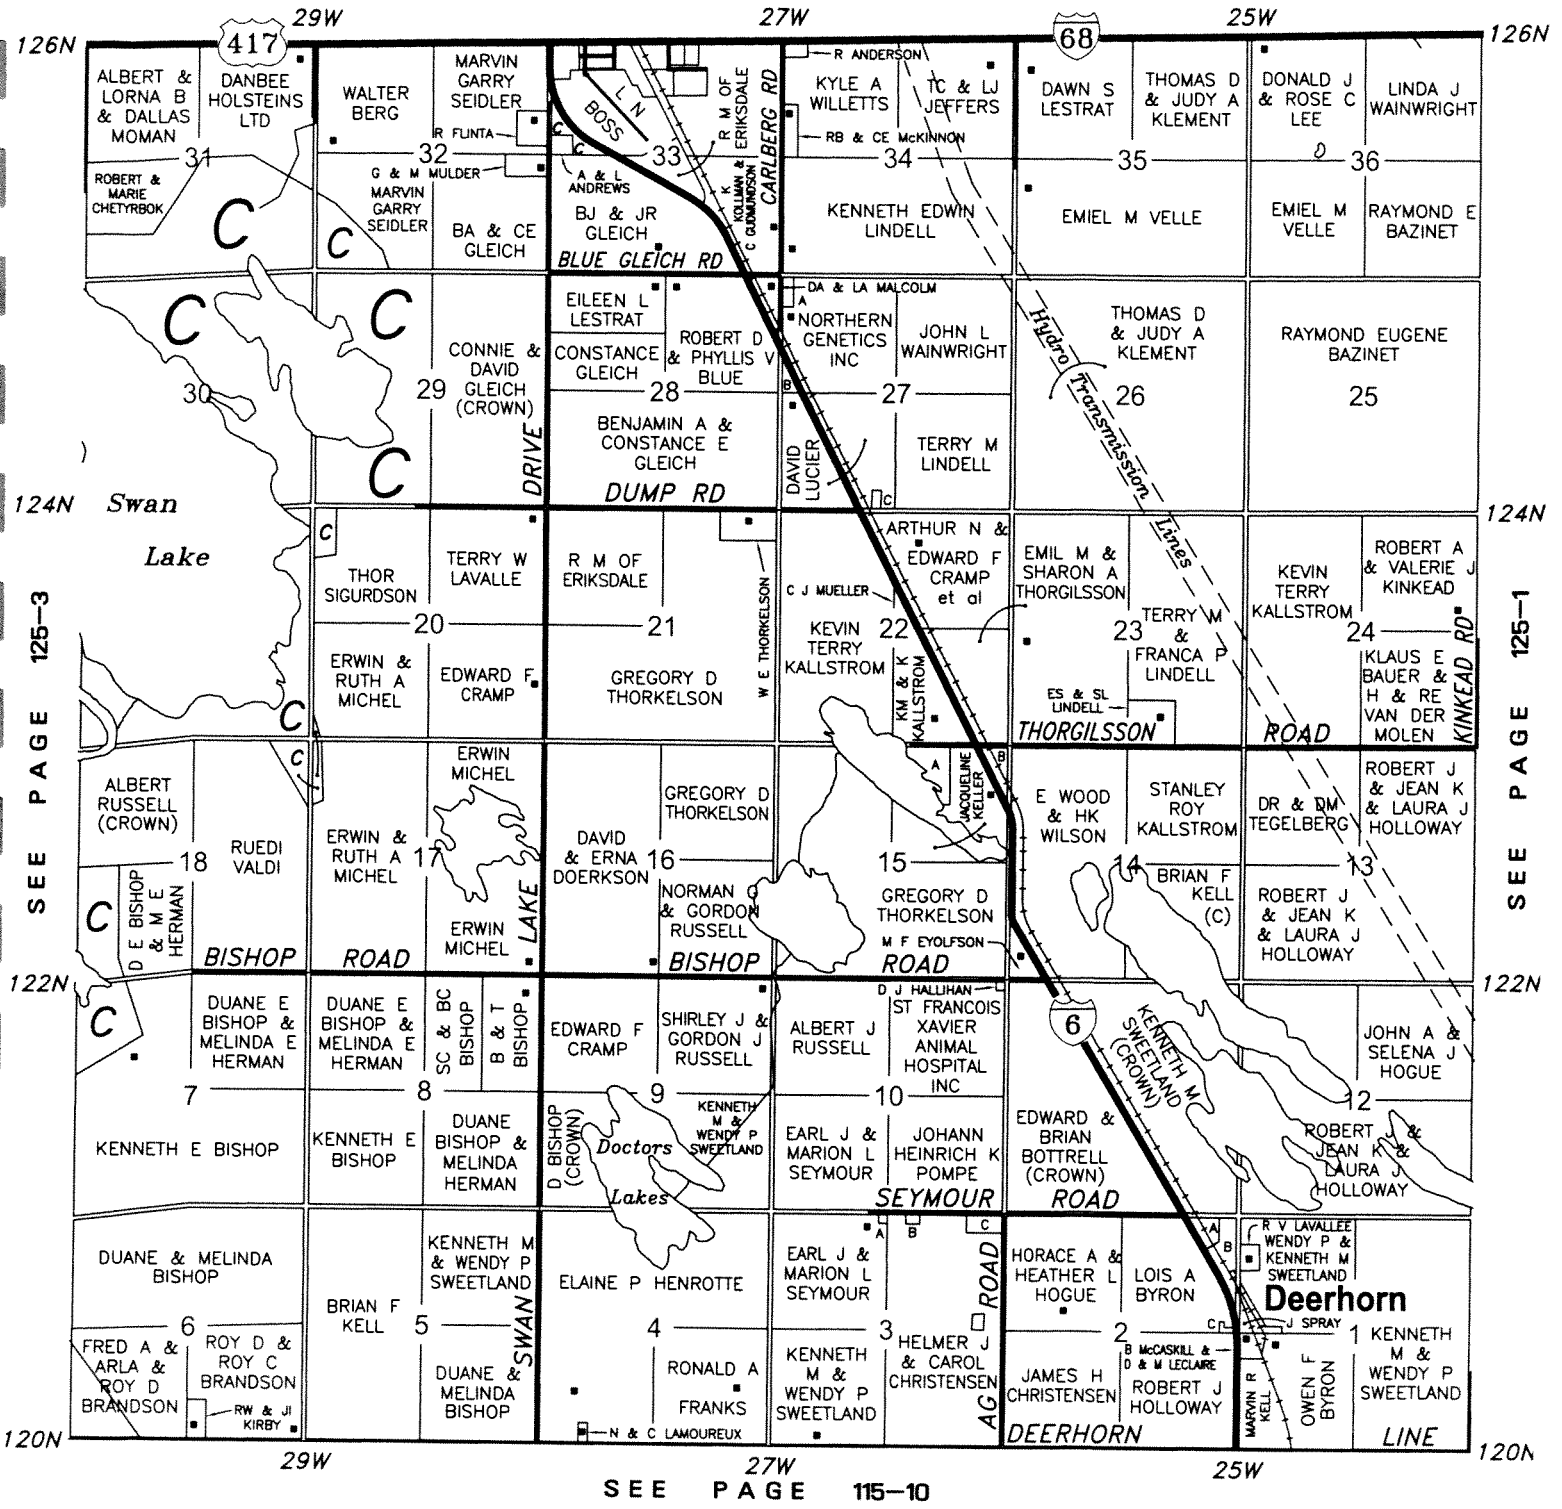 29W
27W
25W
126N
417
68
126N
ALBERT &
LORNA B
& DALLAS
MOMAN
DANBEE
HOLSTEINS
LTD
31
ROBERT &
MARIE
CHETYRBOK
C
WALTER
BERG
MARVIN
GARRY
SEIDLER
R FLINTA
32
G & M MULDER
MARVIN
GARRY
SEIDLER
BA & CE
GLEICH
C
L N
BOSS
C
C
33
A & L
ANDREWS
BJ & JR
GLEICH
BLUE GLEICH RD
R M OF
ERIKSDALE
K
KOLLMAN &
C GUDMUNDSON
CARLBERG RD
R ANDERSON
KYLE A
WILLETTS
TC & LJ
JEFFERS
RB & CE McKINNON
34
KENNETH EDWIN
LINDELL
DAWN S
LESTRAT
THOMAS D
& JUDY A
KLEMENT
35
EMIEL M VELLE
DONALD J
& ROSE C
LEE
LINDA J
WAINWRIGHT
36
EMIEL M
VELLE
RAYMOND E
BAZINET
C
C
30
C
29
CONNIE &
DAVID
GLEICH
(CROWN)
DRIVE
EILEEN L
LESTRAT
CONSTANCE
GLEICH
ROBERT D
& PHYLLIS V
BLUE
28
BENJAMIN A &
CONSTANCE E
GLEICH
DUMP RD
DA & LA MALCOLM
A
NORTHERN
GENETICS
INC
JOHN L
WAINWRIGHT
B
27
DAVID
LUCIER
TERRY M
LINDELL
C
Hydro Transmission Lines
THOMAS D
& JUDY A
KLEMENT
26
RAYMOND EUGENE
BAZINET
25
124N
124N
Swan
Lake
C
THOR
SIGURDSON
TERRY W
LAVALLE
20
ERWIN &
RUTH A
MICHEL
EDWARD F
CRAMP
C
R M OF
ERIKSDALE
21
W E THORKELSON
GREGORY D
THORKELSON
ARTHUR N &
EDWARD F
CRAMP
et al
C J MUELLER
22
KEVIN
TERRY
KALLSTROM
KM & K
KALLSTROM
EMIL M &
SHARON A
THORGILSSON
23
TERRY M
&
FRANCA P
LINDELL
ES & SL
LINDELL
THORGILSSON
ROAD
KEVIN
TERRY
KALLSTROM
ROBERT A
& VALERIE J
KINKEAD
24
KLAUS E
BAUER &
H & RE
VAN DER
MOLEN
KINKEAD RD
SEE PAGE 125-3
SEE PAGE 125-1
C
ALBERT
RUSSELL
(CROWN)
RUEDI
VALDI
18
C
D E BISHOP
& M E
HERMAN
BISHOP
ROAD
ERWIN
MICHEL
ERWIN &
RUTH A
MICHEL
17
ERWIN
MICHEL
LAKE
GREGORY D
THORKELSON
DAVID
& ERNA
DOERKSON
16
NORMAN G
& GORDON
RUSSELL
BISHOP
A
JACQUELINE
KELLER
B
15
GREGORY D
THORKELSON
M F EYOLFSON
ROAD
E WOOD
& HK
WILSON
STANLEY
ROY
KALLSTROM
14
BRIAN F
KELL
(C)
DR & DM
TEGELBERG
ROBERT J
& JEAN K
& LAURA J
HOLLOWAY
13
ROBERT J
& JEAN K
& LAURA J
HOLLOWAY
122N
122N
C
DUANE E
BISHOP &
MELINDA E
HERMAN
7
KENNETH E BISHOP
DUANE E
BISHOP &
MELINDA E
HERMAN
SC & BC
BISHOP
B & T
BISHOP
8
KENNETH E
BISHOP
DUANE
BISHOP &
MELINDA
HERMAN
EDWARD F
CRAMP
SHIRLEY J &
GORDON J
RUSSELL
9
D BISHOP
(CROWN)
Doctors
Lakes
KENNETH
M &
WENDY P
SWEETLAND
D J HALLIHAN
ALBERT J
RUSSELL
ST FRANCOIS
XAVIER
ANIMAL
HOSPITAL
INC
10
EARL J &
MARION L
SEYMOUR
JOHANN
HEINRICH K
POMPE
SEYMOUR
ROAD
6
KENNETH M
SWEETLAND
(CROWN)
EDWARD &
BRIAN
BOTTRELL
(CROWN)
JOHN A &
SELENA J
HOGUE
12
ROBERT J &
JEAN K &
LAURA J
HOLLOWAY
DUANE & MELINDA
BISHOP
6
FRED A &
ARLA &
ROY D
BRANDSON
ROY D &
ROY C
BRANDSON
RW & JI
KIRBY
KENNETH M
& WENDY P
SWEETLAND
BRIAN F
KELL
5
DUANE &
MELINDA
BISHOP
SWAN
ELAINE P HENROTTE
4
RONALD A
FRANKS
N & C LAMOUREUX
A
B
C
EARL J &
MARION L
SEYMOUR
3
KENNETH
M &
WENDY P
SWEETLAND
HELMER J
& CAROL
CHRISTENSEN
AG ROAD
HORACE A &
HEATHER L
HOGUE
LOIS A
BYRON
2
JAMES H
CHRISTENSEN
B McCASKILL &
D & M LECLAIRE
ROBERT J
HOLLOWAY
DEERHORN
A
B
R V LAVALLEE
WENDY P &
KENNETH M
SWEETLAND
Deerhorn
C
J SPRAY
1
MARVIN R
KELL
OWEN F
BYRON
KENNETH
M &
WENDY P
SWEETLAND
LINE
120N
120N
29W
27W
25W
SEE PAGE 115-10